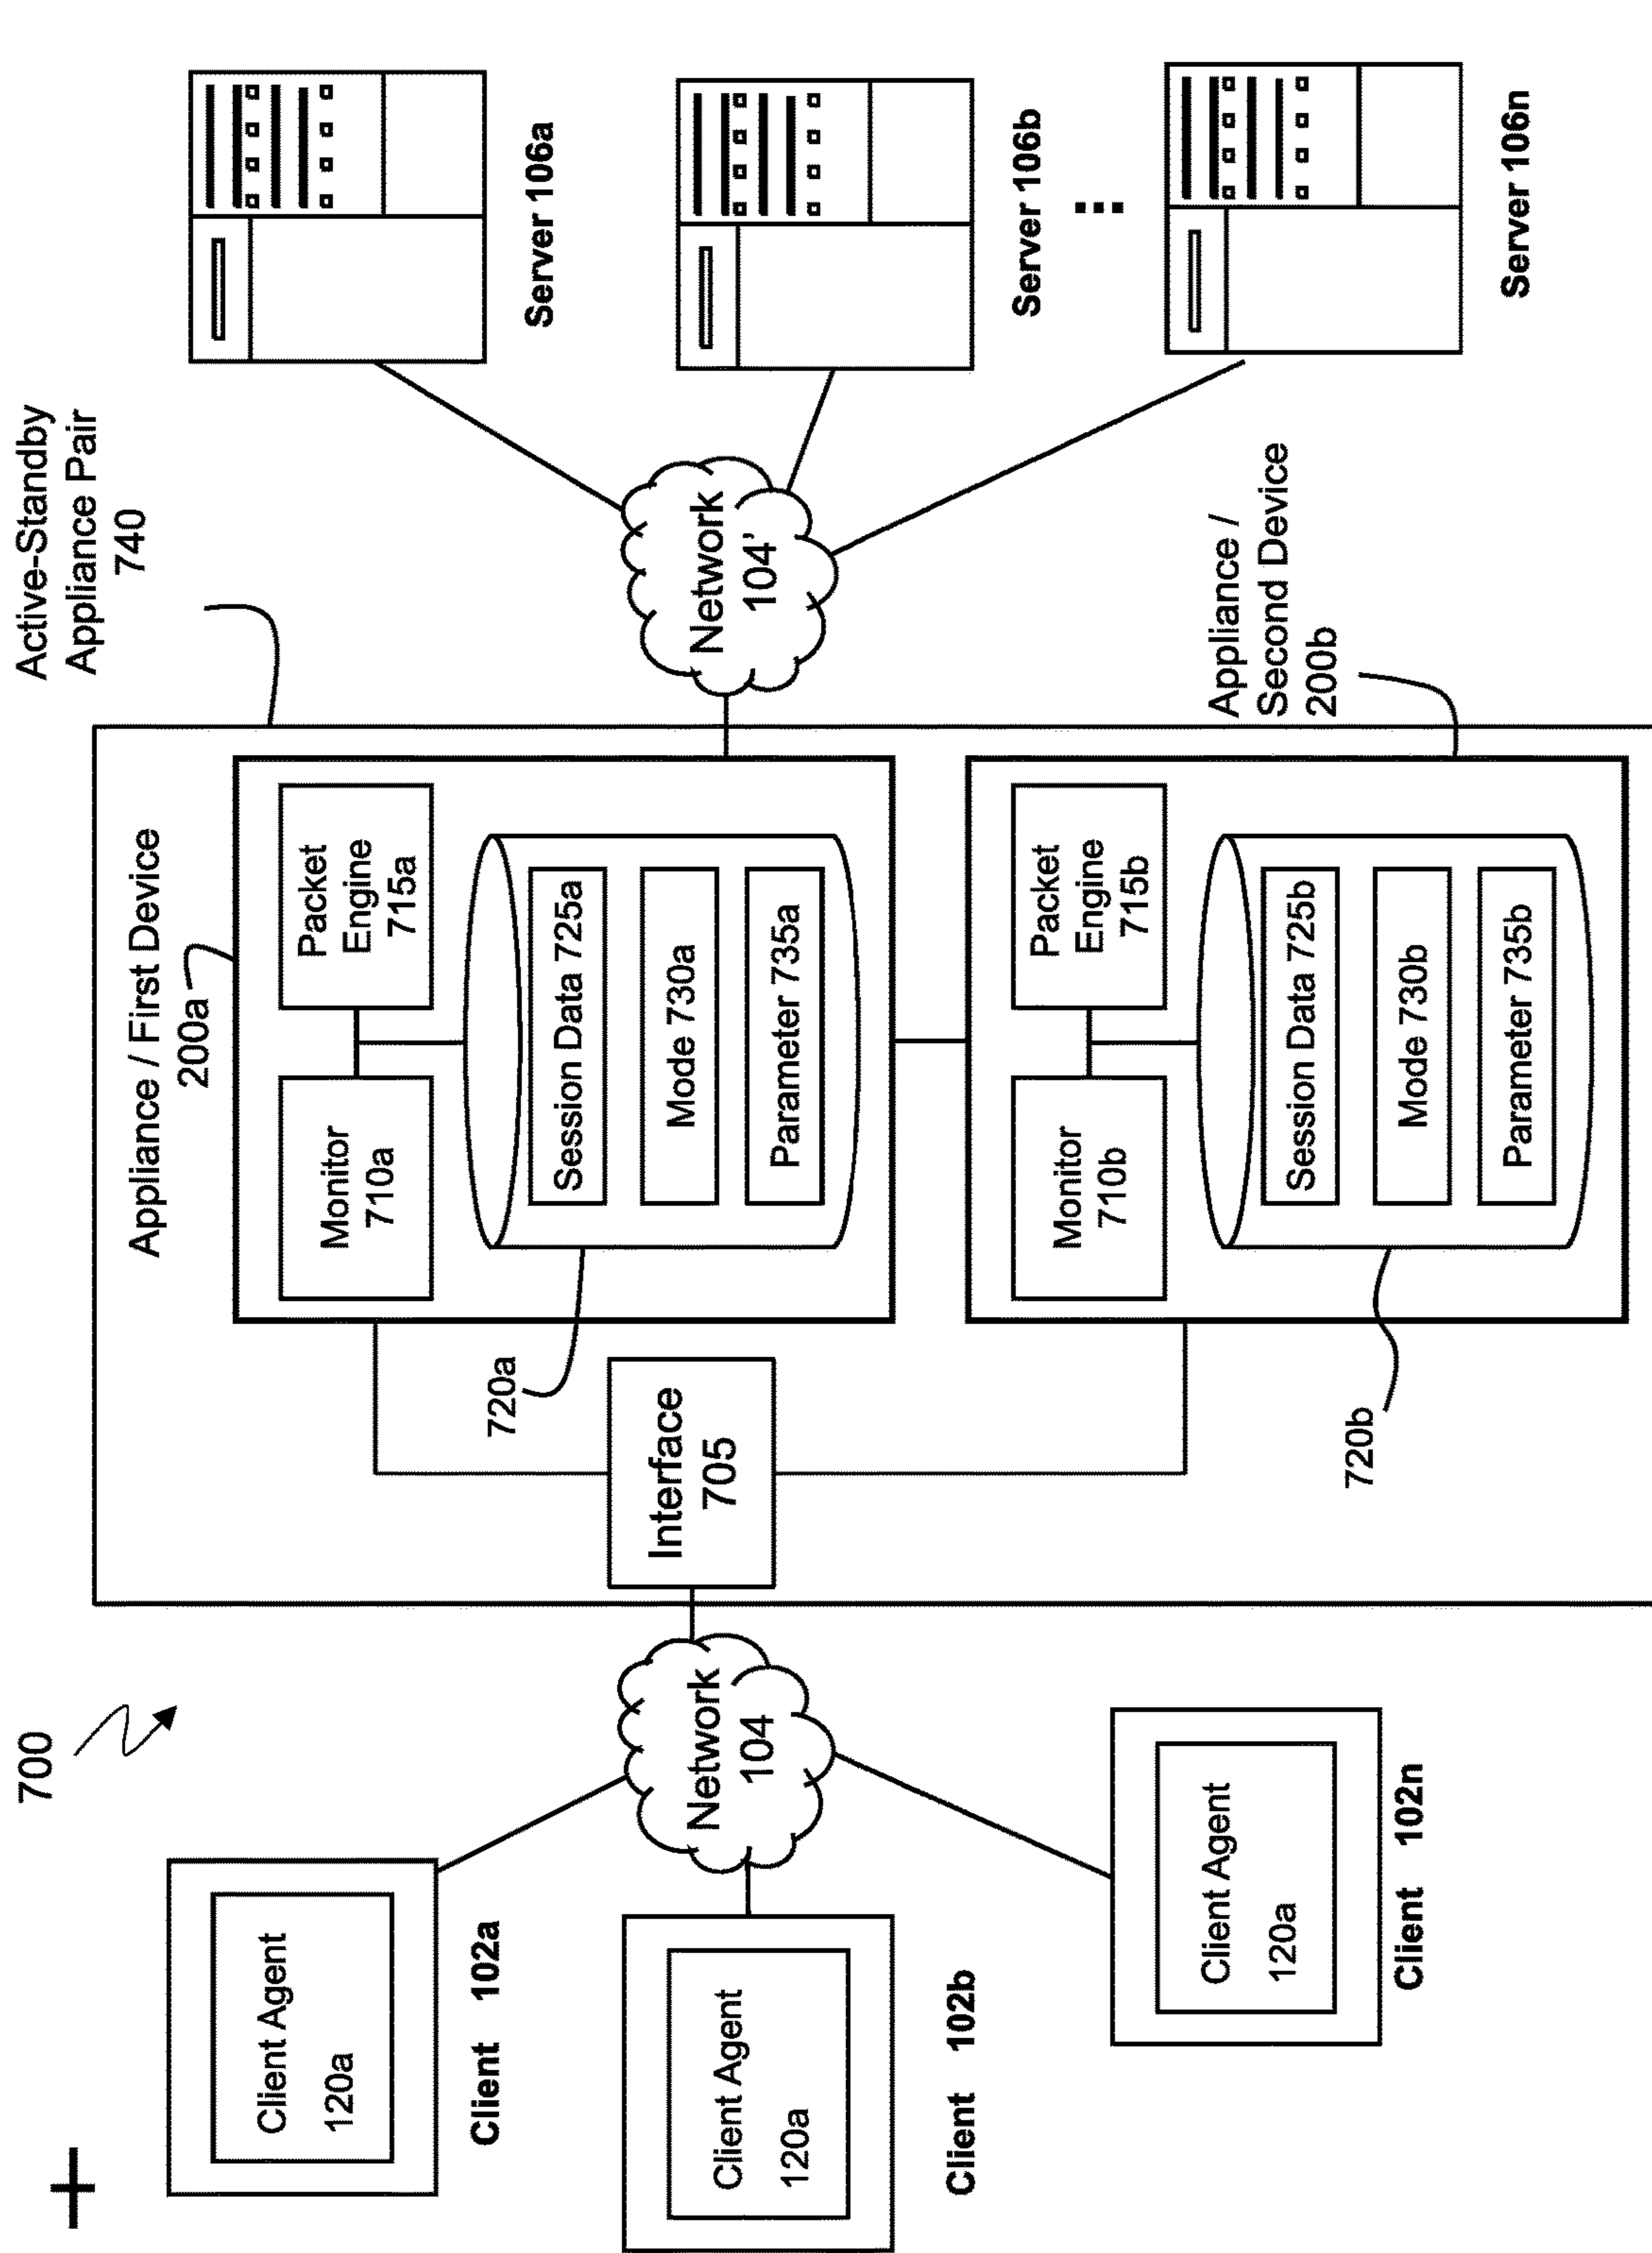 700
Active-Standby
Appliance Pair
740
Client Agent
120a
Client 102a
Client Agent
120a
Client 102b
Client Agent
120a
Client 102n
Network
104
Interface
705
Appliance / First Device
200a
Monitor
710a
Packet
Engine
715a
720a
Session Data 725a
Mode 730a
Parameter 735a
Appliance /
Second Device
200b
Monitor
710b
Packet
Engine
715b
720b
Session Data 725b
Mode 730b
Parameter 735b
Network
104'
Server 106a
Server 106b
Server 106n